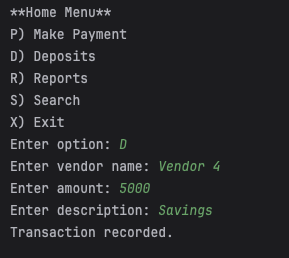 **Home Menu**
P) Make Payment
D) Deposits
R) Reports
S) Search
X) Exit
Enter option: D
Enter vendor name: Vendor 4
Enter amount: 5000
Enter description: Savings
Transaction recorded.